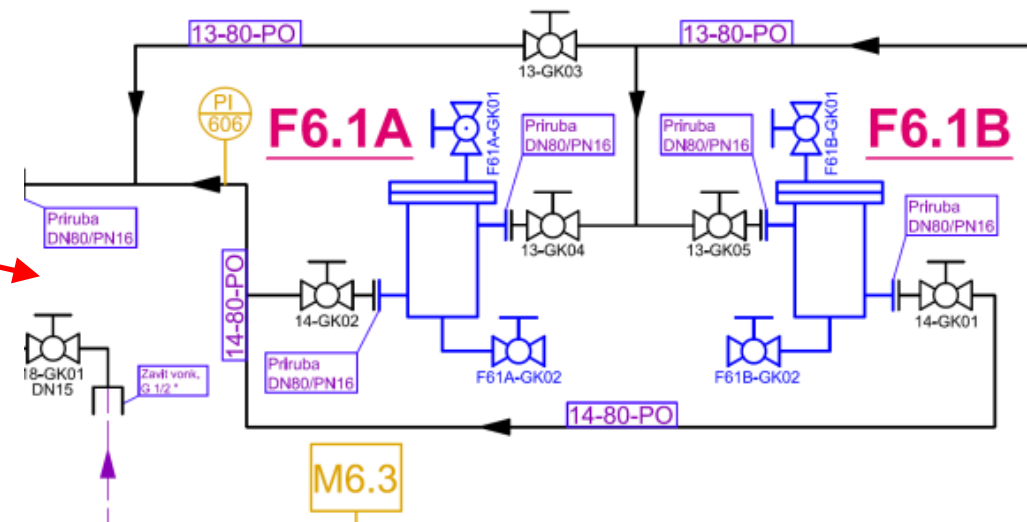 13-80-PO
13-80-PO
13-GK03
PI
606
F6.1A
F61A-GK01
Priruba
DN80/PN16
Priruba
DN80/PN16
F61B-GK01
F6.1B
Priruba
DN80/PN16
Priruba
DN80/PN16
13-GK04
13-GK05
14-80-PO
14-GK02
14-GK01
18-GK01
DN15
Zavit vonk,
G 1/2 "
Priruba
DN80/PN16
F61A-GK02
F61B-GK02
14-80-PO
M6.3